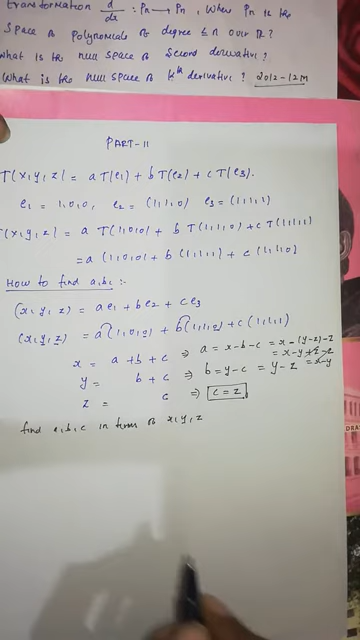 transformation d/dx : Pn → Pn , When Pn is the
Space of Polynomials of degree ≤ n over R ?
What is the null space of Second derivative ?
What is the null space of kth derivative ? 2012-12M
PART-II
T(x,y,z) = a T(e1) + b T(e2) + c T(e3).
e1 = 1,0,0, e2 = (1,1,0) e3 = (1,1,1)
T(x,y,z) = a T(1,0,0) + b T(1,1,0) + c T(1,1,1)
= a (1,0,0) + b (1,1,1) + c (1,1,0)
How to find a,b,c :-
(x,y,z) = a e1 + b e2 + c e3
(x,y,z) = a(1,0,0) + b(1,1,0) + c(1,1,1)
x = a + b + c ⇒ a = x-b-c = x-(y-z)-z
= x-y+z-z
y = b + c ⇒ b = y-c = y-z = x-y
z = c ⇒ c = z
find a,b,c in terms of x,y,z